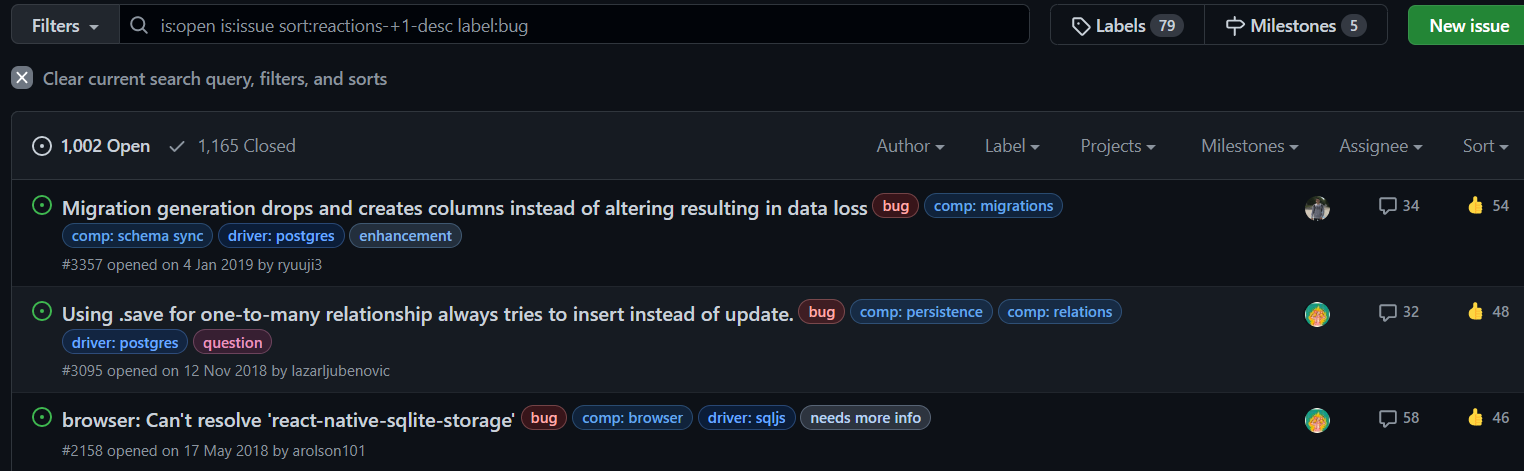 Filters is:open is:issue sort:reactions-+1-desc label:bug Labels 79 Milestones 5 New issue
Clear current search query, filters, and sorts
1,002 Open 1,165 Closed Author Label Projects Milestones Assignee Sort
Migration generation drops and creates columns instead of altering resulting in data loss bug comp: migrations 34 54
comp: schema sync driver: postgres enhancement
#3357 opened on 4 Jan 2019 by ryuuji3
Using .save for one-to-many relationship always tries to insert instead of update. bug comp: persistence comp: relations 32 48
driver: postgres question
#3095 opened on 12 Nov 2018 by lazarljubenovic
browser: Can't resolve 'react-native-sqlite-storage' bug comp: browser driver: sqljs needs more info 58 46
#2158 opened on 17 May 2018 by arolson101